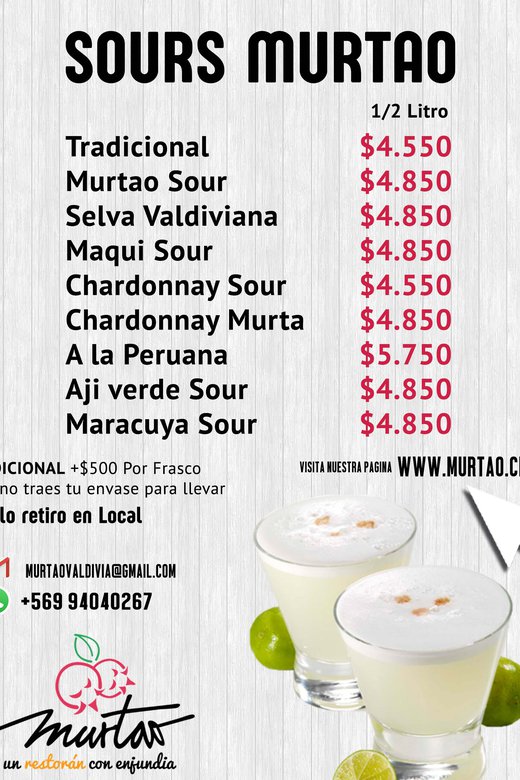 SOURS MURTAO
1/2 Litro
Tradicional $4.550
Murtao Sour $4.850
Selva Valdiviana $4.850
Maqui Sour $4.850
Chardonnay Sour $4.550
Chardonnay Murta $4.850
A la Peruana $5.750
Aji verde Sour $4.850
Maracuya Sour $4.850
DICIONAL +$500 Por Frasco
no traes tu envase para llevar
lo retiro en Local
VISITA NUESTRA PAGINA WWW.MURTAO.C
MURTAOVALDIVIA@GMAIL.COM
+569 94040267
murtao
un restorán con enjundia